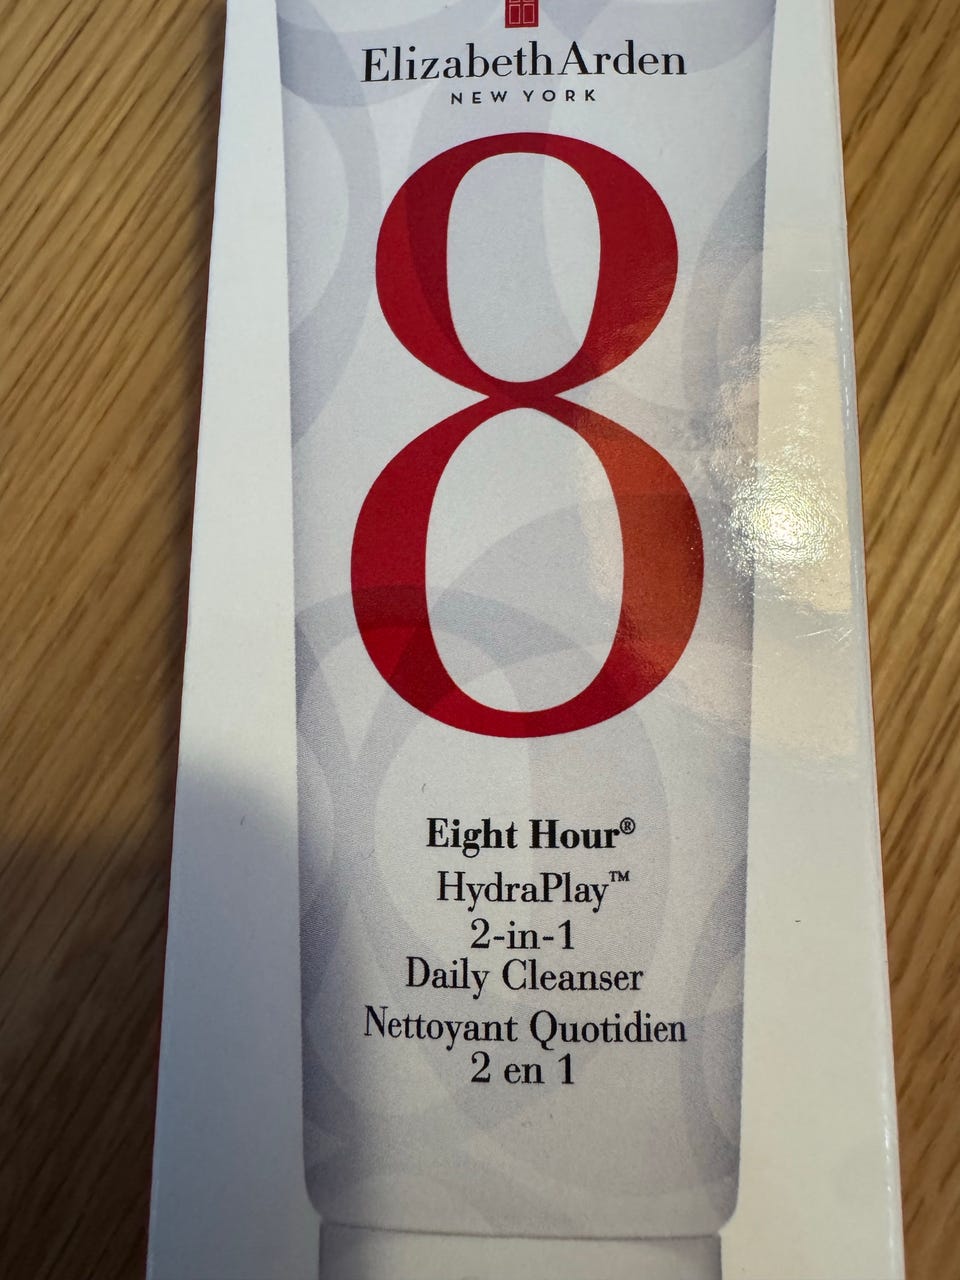 Elizabeth Arden
NEW YORK
8
Eight Hour®
HydraPlay™
2-in-1
Daily Cleanser
Nettoyant Quotidien
2 en 1